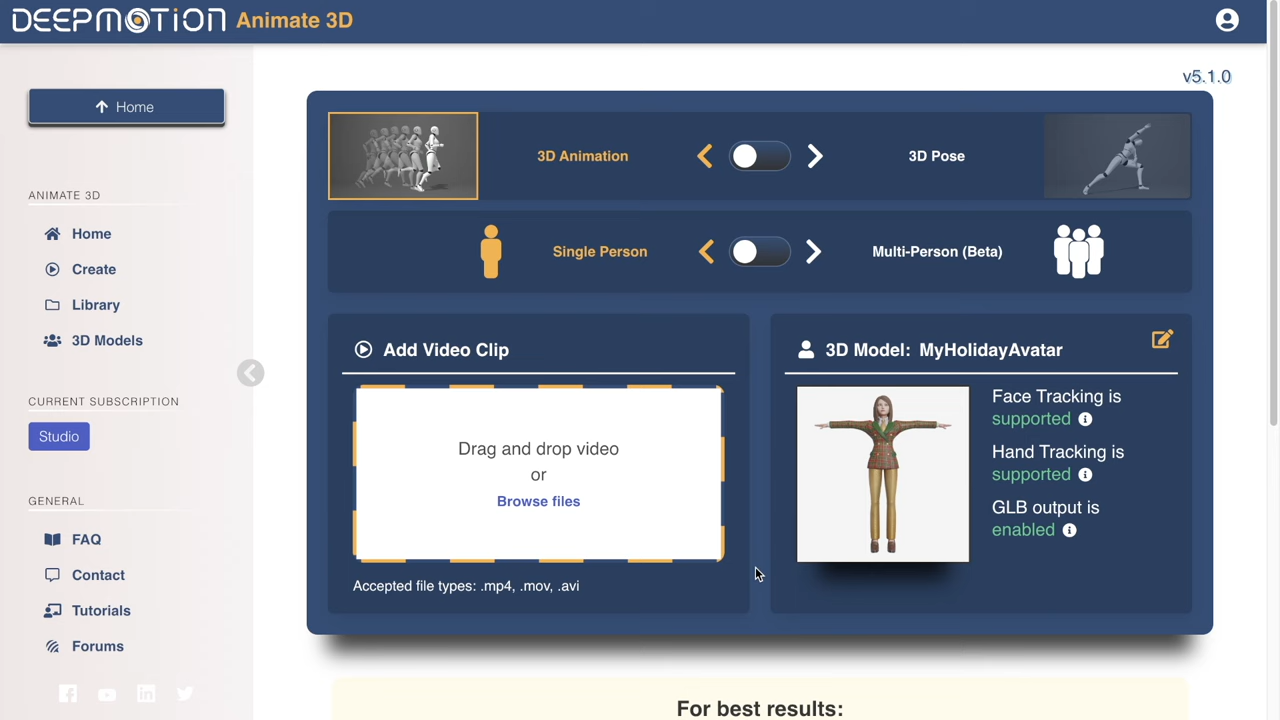 DEEPMOTION Animate 3D
v5.1.0
Home
ANIMATE 3D
Home
Create
Library
3D Models
CURRENT SUBSCRIPTION
Studio
GENERAL
FAQ
Contact
Tutorials
Forums
3D Animation
3D Pose
Single Person
Multi-Person (Beta)
Add Video Clip
Drag and drop video
or
Browse files
Accepted file types: .mp4, .mov, .avi
3D Model: MyHolidayAvatar
Face Tracking is
supported
Hand Tracking is
supported
GLB output is
enabled
For best results: